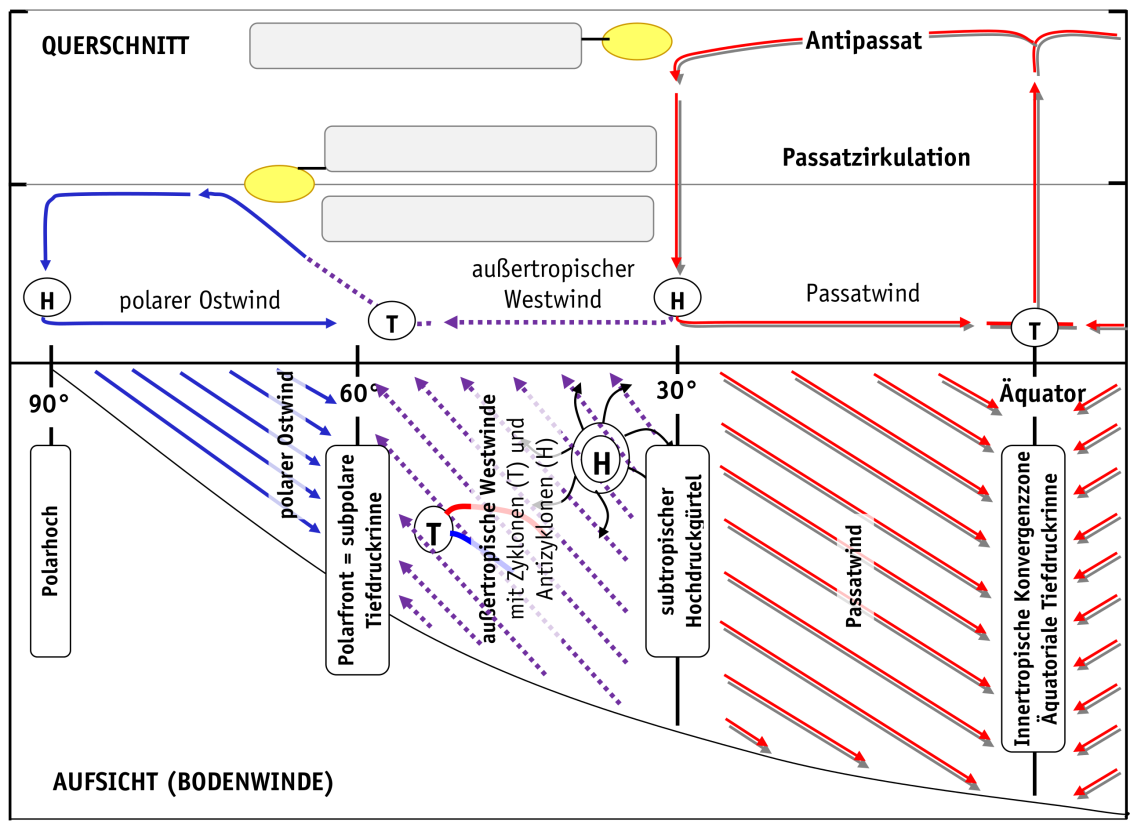 QUERSCHNITT
Antipassat
Passatzirkulation
außertropischer
Westwind
H
polarer Ostwind
T
H
Passatwind
T
90°
60°
30°
Äquator
Polarhoch
polarer Ostwind
Polarfront = subpolare
Tiefdruckrinne
T
außertropische Westwinde
mit Zyklonen (T) und
Antizyklonen (H)
H
subtropischer
Hochdruckgürtel
Passatwind
Innertropische Konvergenzzone
Äquatoriale Tiefdruckrinne
AUFSICHT (BODENWINDE)